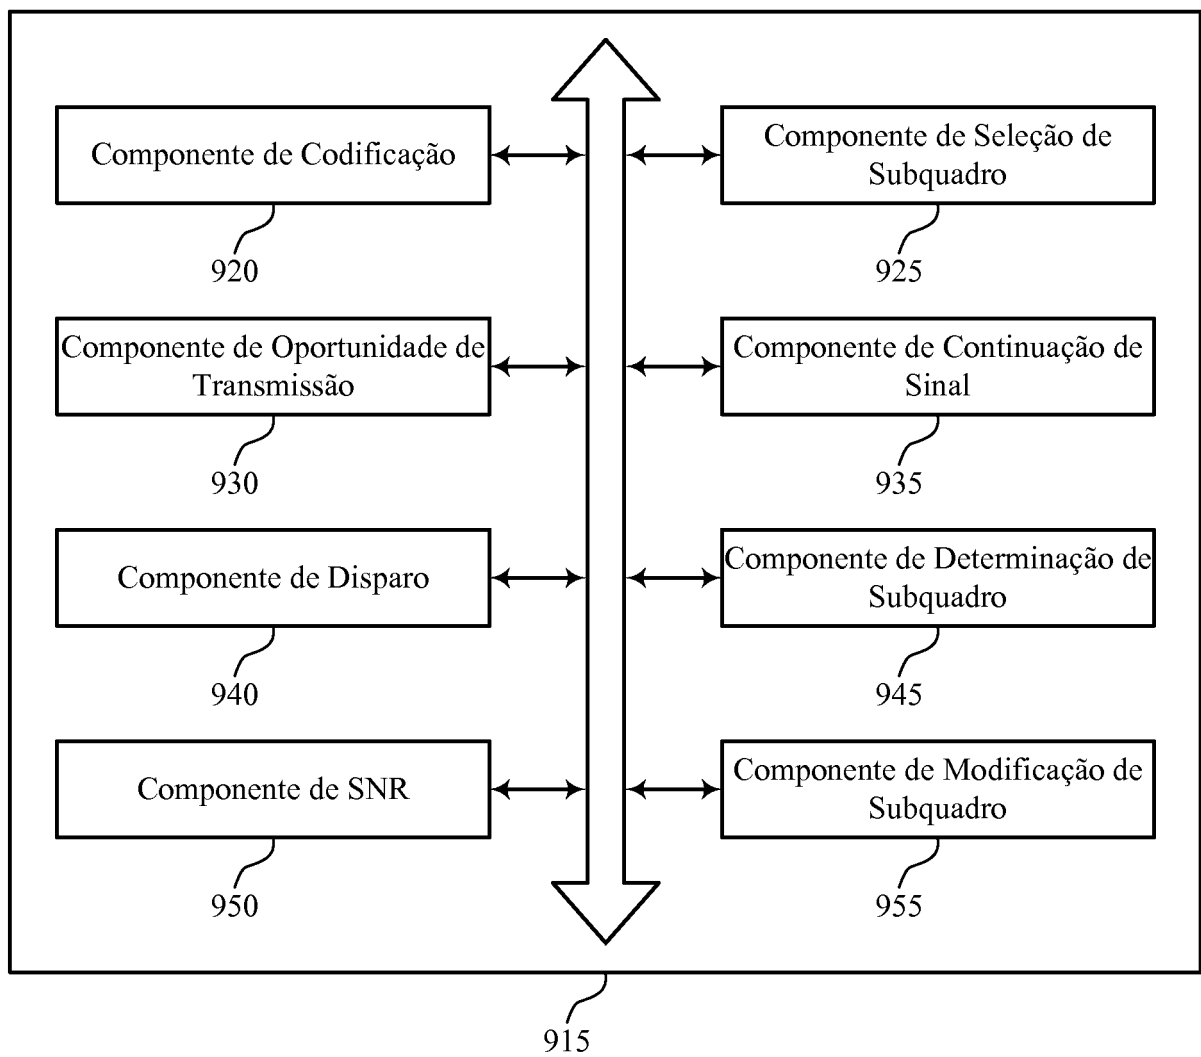 Componente de Codificação
920
Componente de Seleção de
Subquadro
925
Componente de Oportunidade de
Transmissão
930
Componente de Continuação de
Sinal
935
Componente de Disparo
940
Componente de Determinação de
Subquadro
945
Componente de SNR
950
Componente de Modificação de
Subquadro
955
915